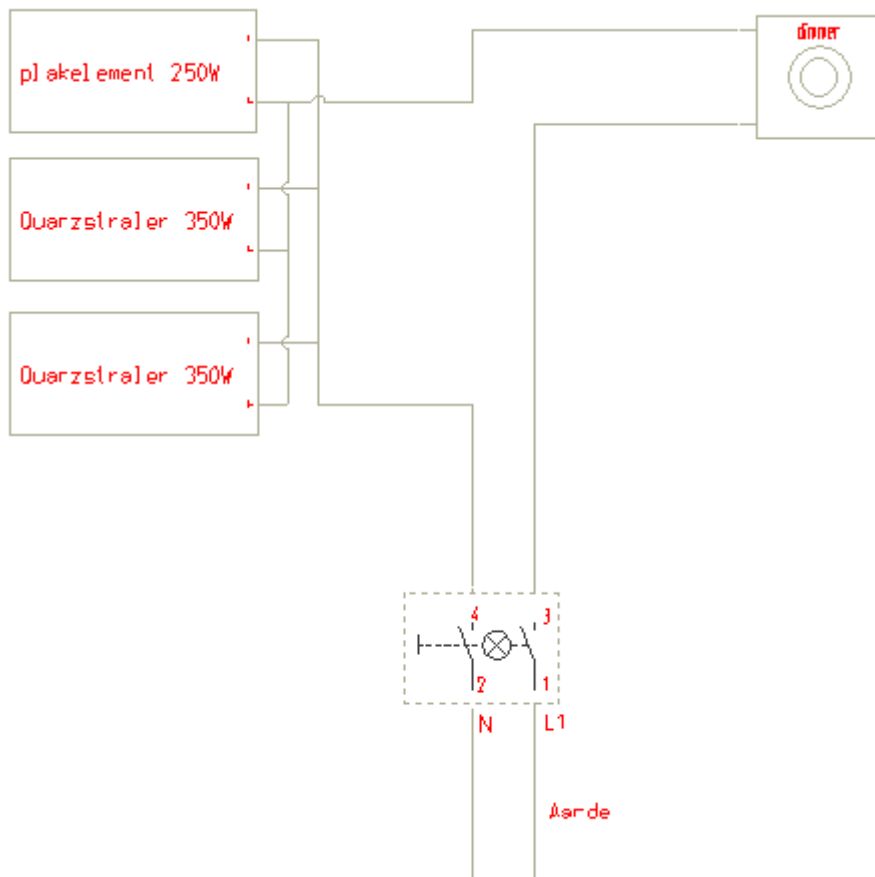 dimmer
plakelement 250W
Quarzstraler 350W
Quarzstraler 350W
4 3
2 1
N L1
Aarde